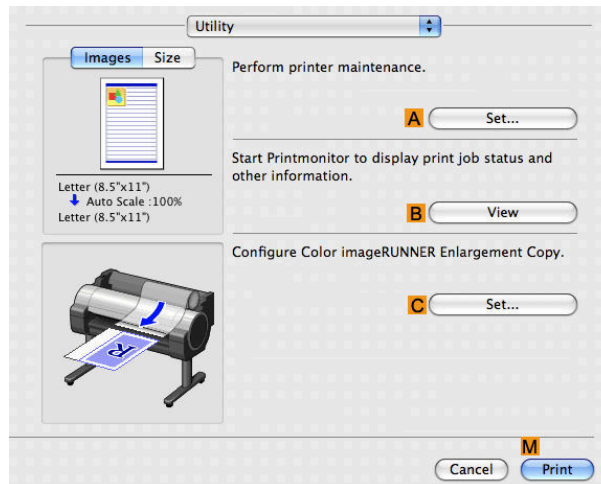 Utility
Images Size
Letter (8.5"x11")
Auto Scale :100%
Letter (8.5"x11")
Perform printer maintenance.
A Set...
Start Printmonitor to display print job status and
other information.
B View
Configure Color imageRUNNER Enlargement Copy.
C Set...
R
M
Cancel Print